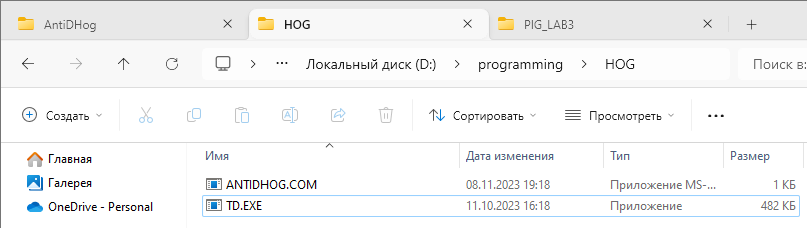 AntiDHog HOG PIG_LAB3
Локальный диск (D:) programming HOG Поиск в:
Создать Сортировать Просмотреть
Главная
Галерея
OneDrive - Personal
Имя Дата изменения Тип Размер
ANTIDHOG.COM 08.11.2023 19:18 Приложение MS-... 1 КБ
TD.EXE 11.10.2023 16:18 Приложение 482 КБ